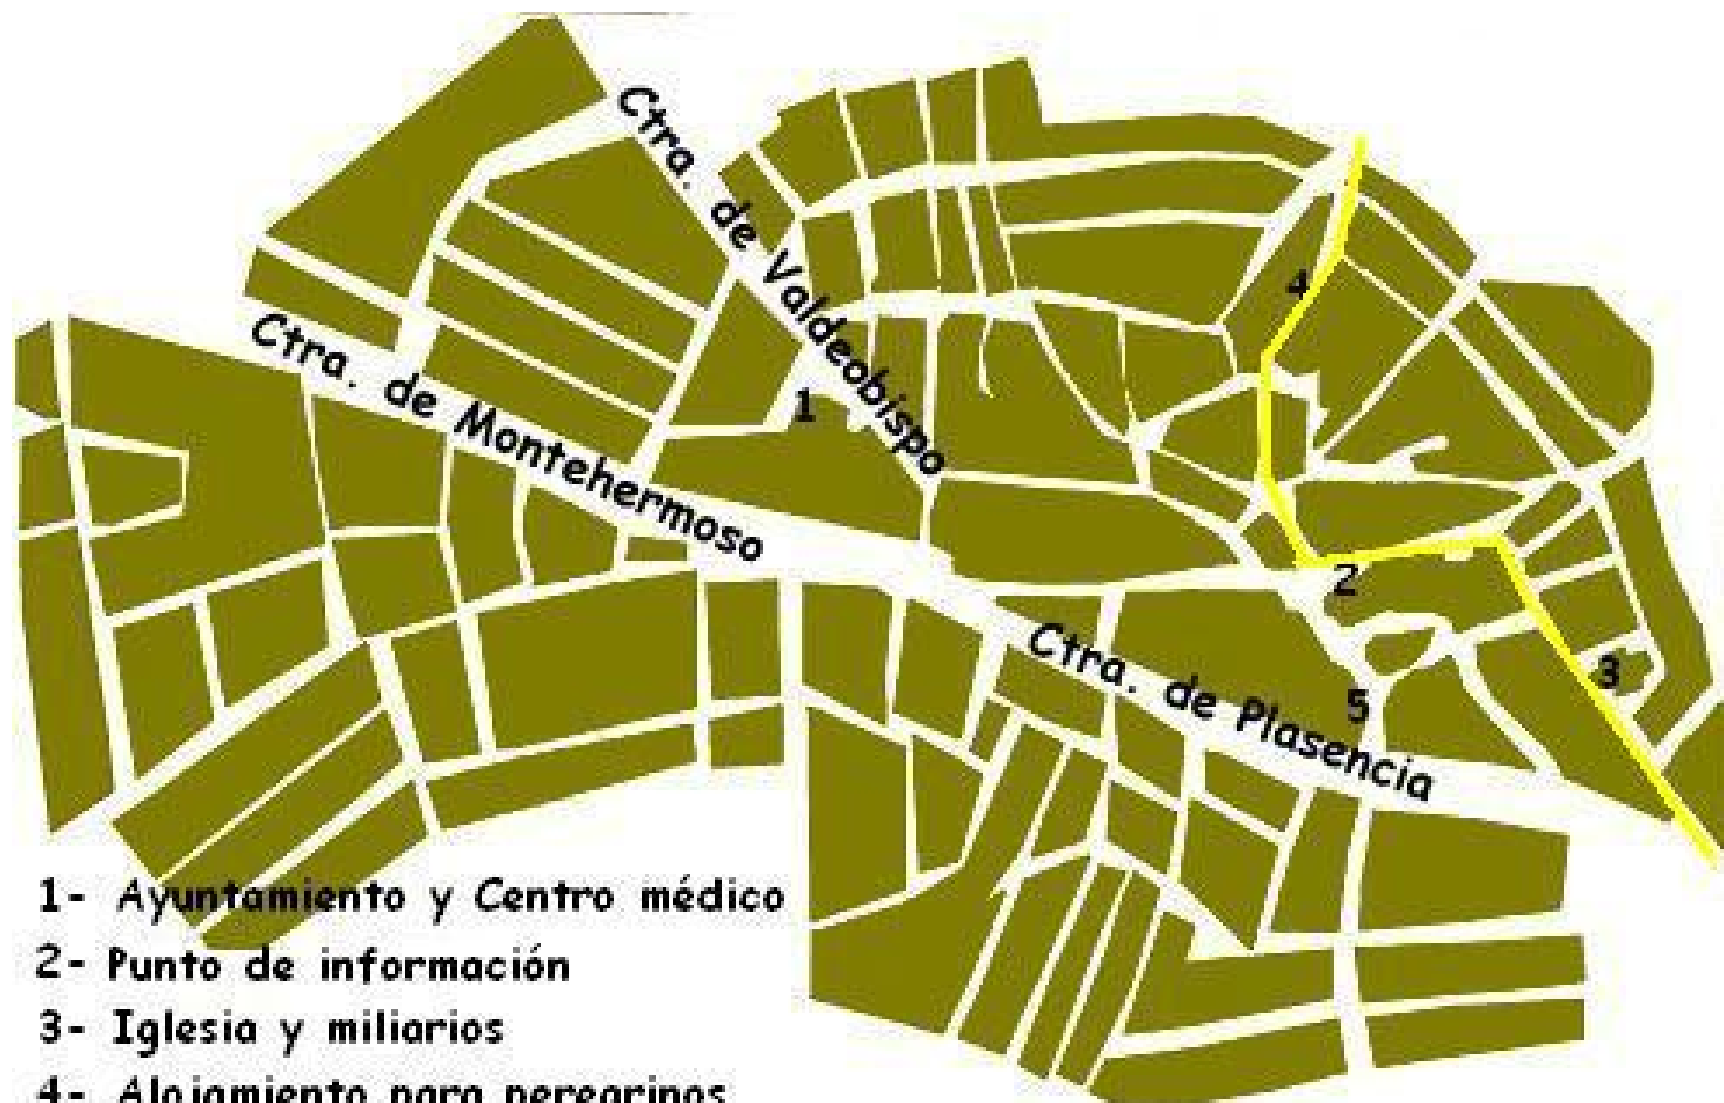 Ctra. de Valdeobispo
4
Ctra. de Montehermoso
1
2
3
Ctra. de Plasencia
5
1- Ayuntamiento y Centro médico
2- Punto de información
3- Iglesia y miliarios
4- Alojamiento para peregrinos